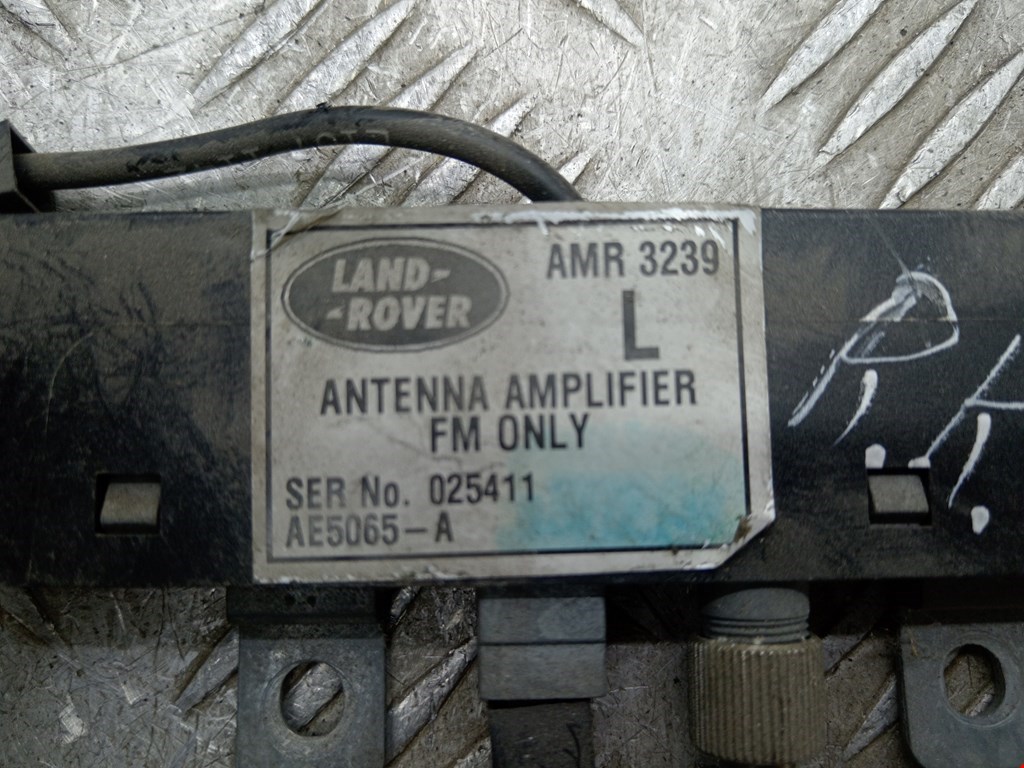 LAND-
-ROVER
AMR 3239
L
ANTENNA AMPLIFIER
FM ONLY
SER No. 025411
AE5065-A